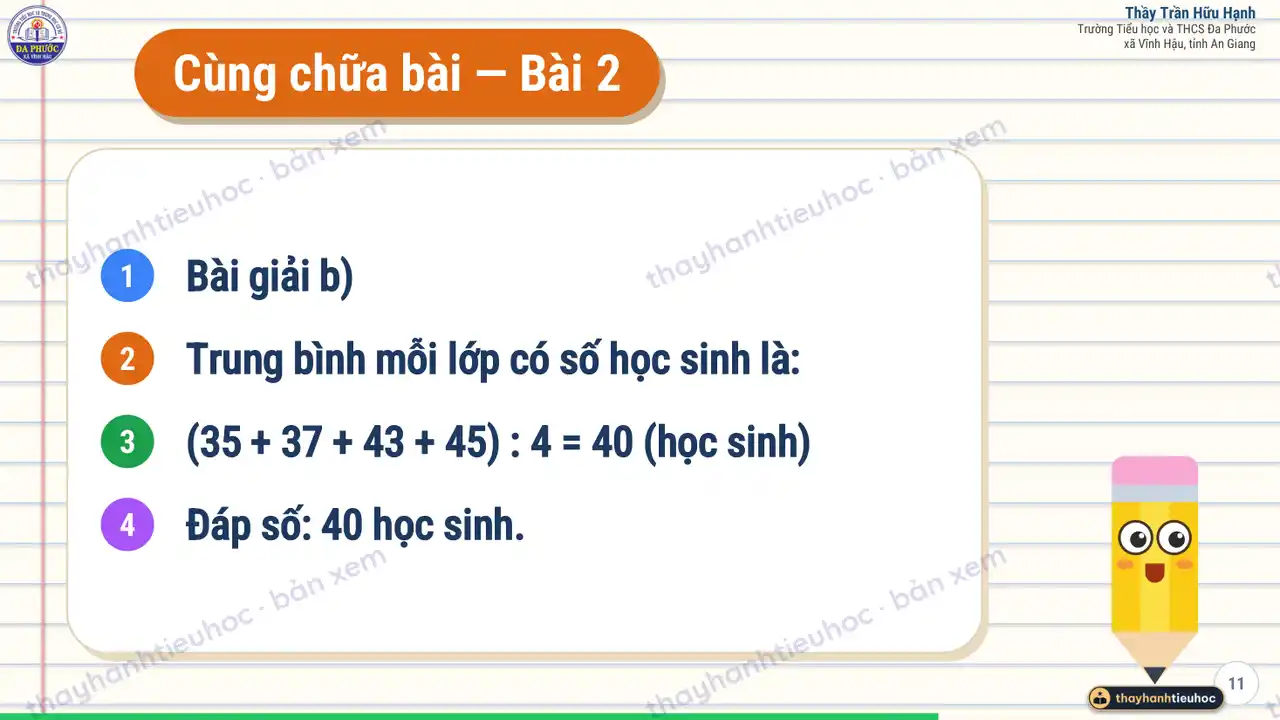 Thầy Trần Hữu Hạnh
Trường Tiểu học và THCS Đa Phước
xã Vĩnh Hậu, tỉnh An Giang
ĐA PHƯỚC
XÃ VĨNH HẬU
Cùng chữa bài – Bài 2
thayhanhtieuhoc · bản xem
thayhanhtieuhoc · bản xem
1 Bài giải b)
2 Trung bình mỗi lớp có số học sinh là:
3 (35 + 37 + 43 + 45) : 4 = 40 (học sinh)
4 Đáp số: 40 học sinh.
thayhanhtieuhoc · bản xem
thayhanhtieuhoc · bản xem
thayhanhtieuhoc
11